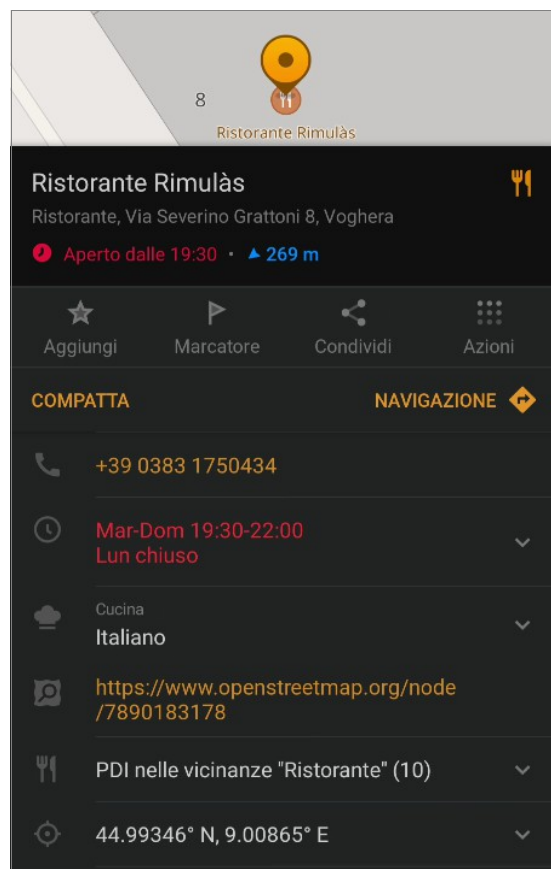 8
Ristorante Rimulàs
Ristorante Rimulàs
Ristorante, Via Severino Grattoni 8, Voghera
Aperto dalle 19:30 • 269 m
Aggiungi Marcatore Condividi Azioni
COMPATTA NAVIGAZIONE
+39 0383 1750434
Mar-Dom 19:30-22:00
Lun chiuso
Cucina
Italiano
https://www.openstreetmap.org/node
/7890183178
PDI nelle vicinanze "Ristorante" (10)
44.99346° N, 9.00865° E